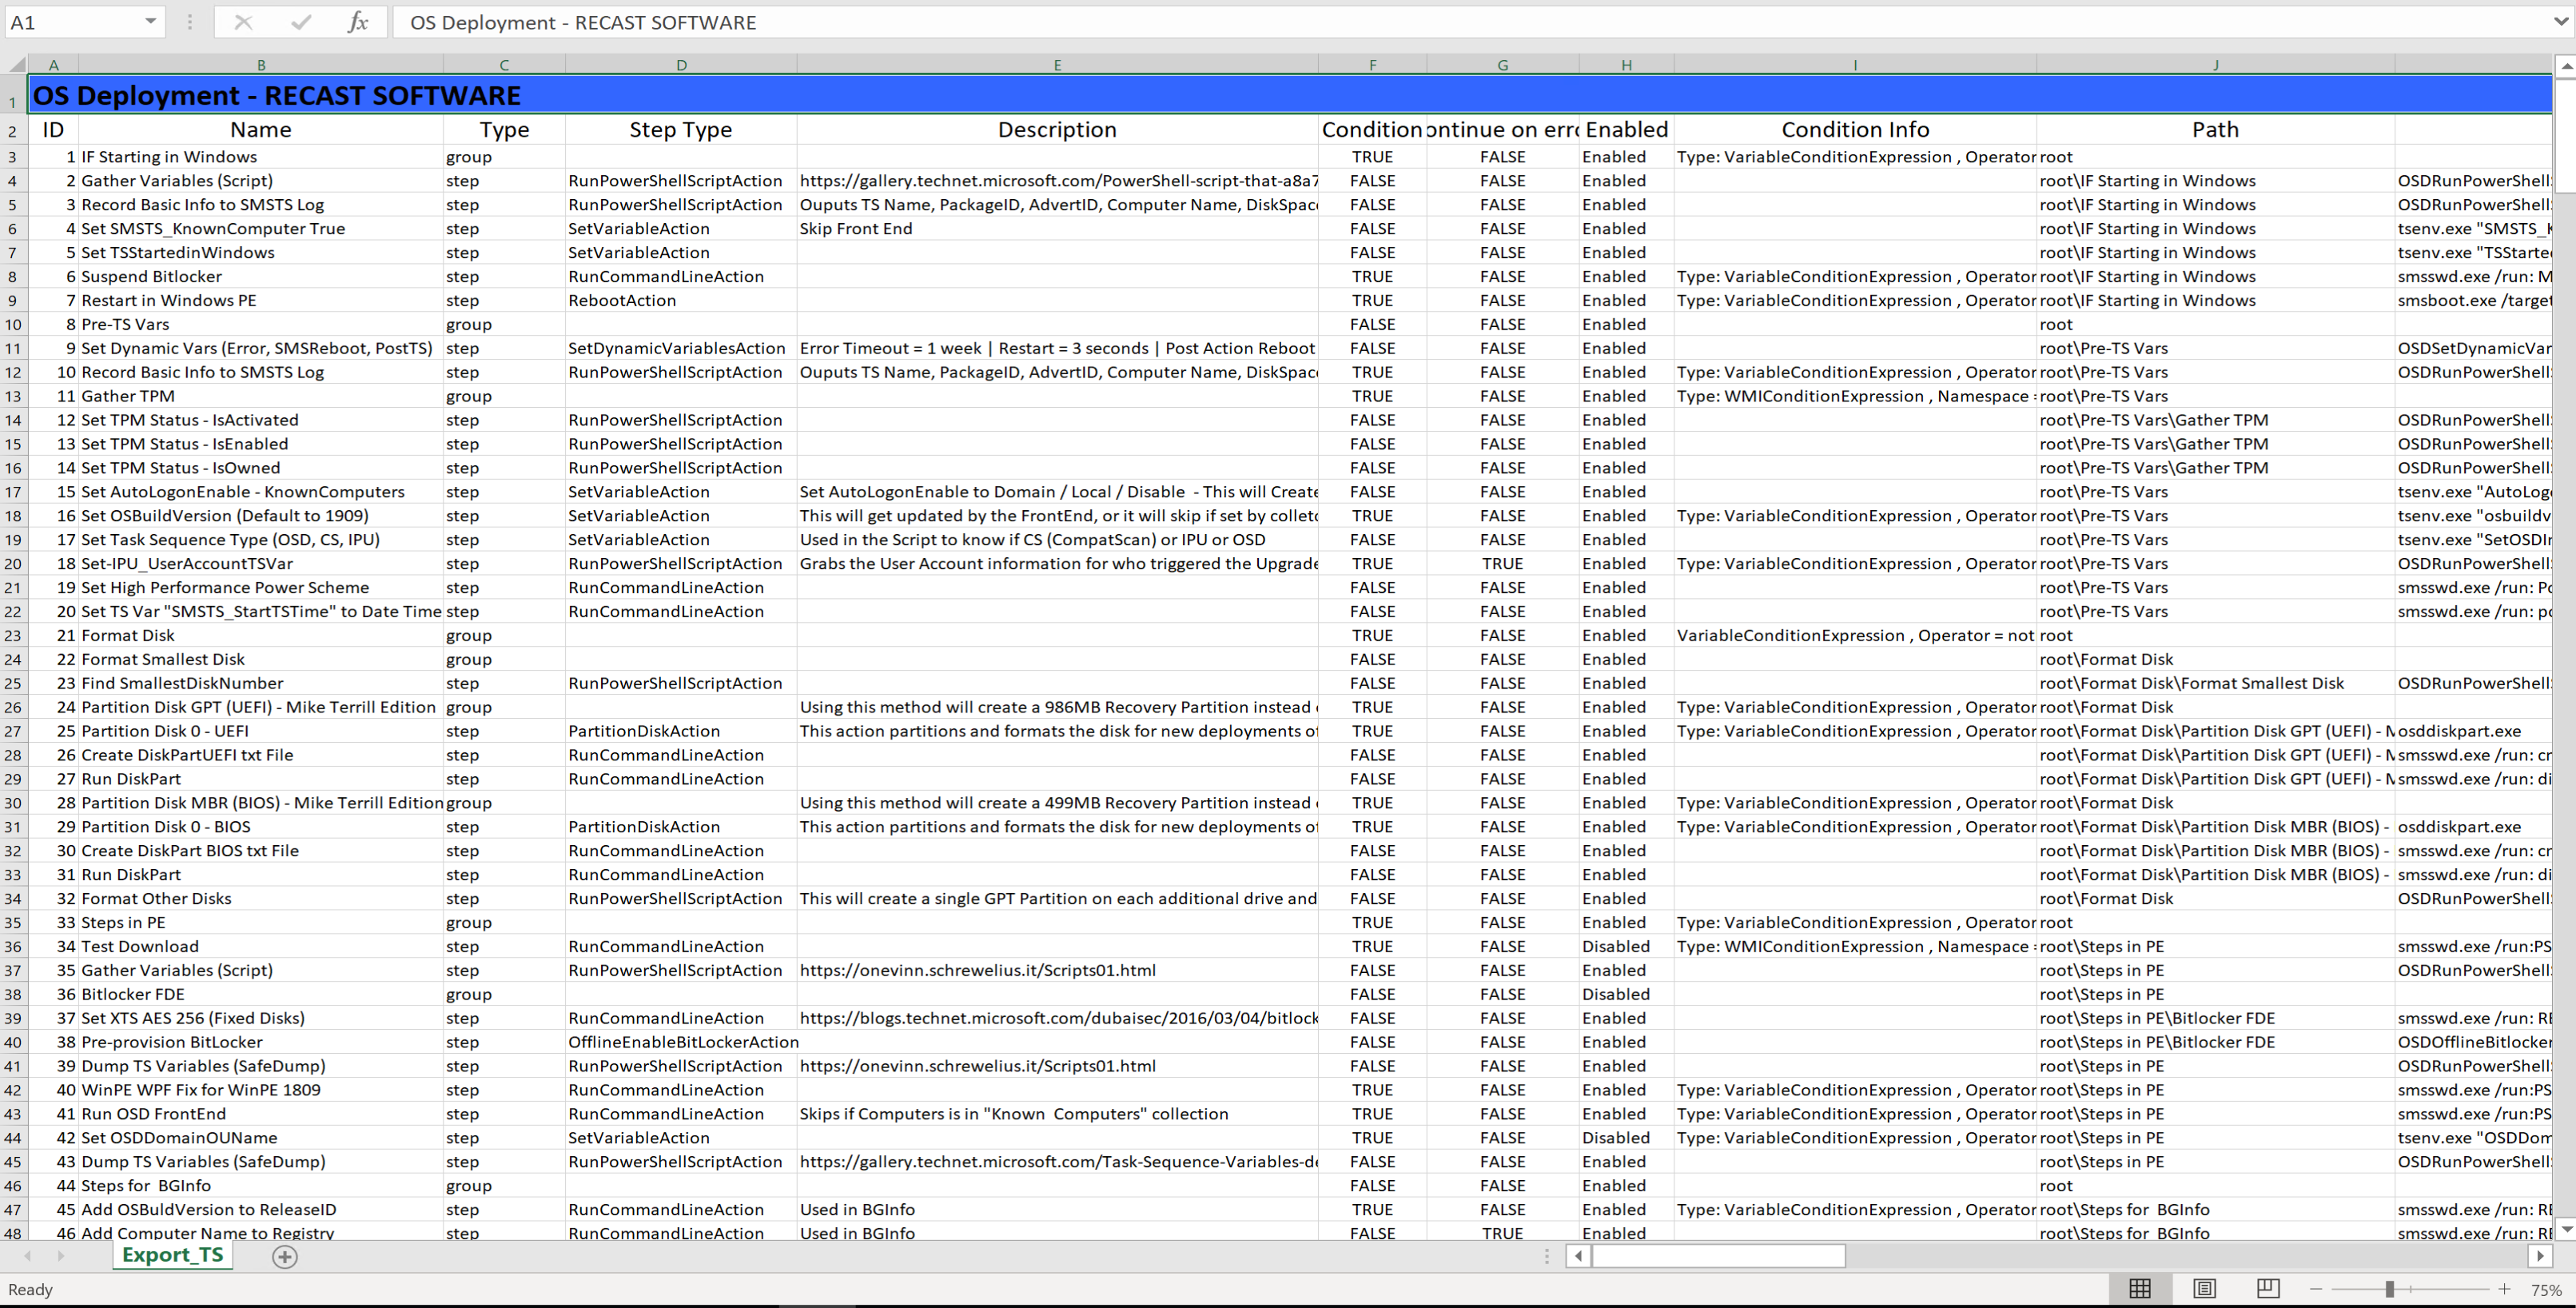 A1 fx OS Deployment - RECAST SOFTWARE
A B C D E F G H I J
1 OS Deployment - RECAST SOFTWARE
2 ID Name Type Step Type Description Condition ontinue on erro Enabled Condition Info Path
3 1 IF Starting in Windows group TRUE FALSE Enabled Type: VariableConditionExpression , Operator root
4 2 Gather Variables (Script) step RunPowerShellScriptAction https://gallery.technet.microsoft.com/PowerShell-script-that-a8a7 FALSE FALSE Enabled root\IF Starting in Windows OSDRunPowerShell
5 3 Record Basic Info to SMSTS Log step RunPowerShellScriptAction Ouputs TS Name, PackageID, AdvertID, Computer Name, DiskSpac FALSE FALSE Enabled root\IF Starting in Windows OSDRunPowerShell
6 4 Set SMSTS_KnownComputer True step SetVariableAction Skip Front End FALSE FALSE Enabled root\IF Starting in Windows tsenv.exe "SMSTS_K
7 5 Set TSStartedinWindows step SetVariableAction FALSE FALSE Enabled root\IF Starting in Windows tsenv.exe "TSStarte
8 6 Suspend Bitlocker step RunCommandLineAction TRUE FALSE Enabled Type: VariableConditionExpression , Operator root\IF Starting in Windows smsswd.exe /run: M
9 7 Restart in Windows PE step RebootAction TRUE FALSE Enabled Type: VariableConditionExpression , Operator root\IF Starting in Windows smsboot.exe /target
10 8 Pre-TS Vars group FALSE FALSE Enabled root
11 9 Set Dynamic Vars (Error, SMSReboot, PostTS) step SetDynamicVariablesAction Error Timeout = 1 week | Restart = 3 seconds | Post Action Reboot FALSE FALSE Enabled root\Pre-TS Vars OSDSetDynamicVar
12 10 Record Basic Info to SMSTS Log step RunPowerShellScriptAction Ouputs TS Name, PackageID, AdvertID, Computer Name, DiskSpac TRUE FALSE Enabled Type: VariableConditionExpression , Operator root\Pre-TS Vars OSDRunPowerShell
13 11 Gather TPM group TRUE FALSE Enabled Type: WMIConditionExpression , Namespace = root\Pre-TS Vars
14 12 Set TPM Status - IsActivated step RunPowerShellScriptAction FALSE FALSE Enabled root\Pre-TS Vars\Gather TPM OSDRunPowerShell
15 13 Set TPM Status - IsEnabled step RunPowerShellScriptAction FALSE FALSE Enabled root\Pre-TS Vars\Gather TPM OSDRunPowerShell
16 14 Set TPM Status - IsOwned step RunPowerShellScriptAction FALSE FALSE Enabled root\Pre-TS Vars\Gather TPM OSDRunPowerShell
17 15 Set AutoLogonEnable - KnownComputers step SetVariableAction Set AutoLogonEnable to Domain / Local / Disable - This will Create FALSE FALSE Enabled root\Pre-TS Vars tsenv.exe "AutoLog
18 16 Set OSBuildVersion (Default to 1909) step SetVariableAction This will get updated by the FrontEnd, or it will skip if set by colletc TRUE FALSE Enabled Type: VariableConditionExpression , Operator root\Pre-TS Vars tsenv.exe "osbuildv
19 17 Set Task Sequence Type (OSD, CS, IPU) step SetVariableAction Used in the Script to know if CS (CompatScan) or IPU or OSD FALSE FALSE Enabled root\Pre-TS Vars tsenv.exe "SetOSDI
20 18 Set-IPU_UserAccountTSVar step RunPowerShellScriptAction Grabs the User Account information for who triggered the Upgrade TRUE TRUE Enabled Type: VariableConditionExpression , Operator root\Pre-TS Vars OSDRunPowerShell
21 19 Set High Performance Power Scheme step RunCommandLineAction FALSE FALSE Enabled root\Pre-TS Vars smsswd.exe /run: Po
22 20 Set TS Var "SMSTS_StartTSTime" to Date Time step RunCommandLineAction FALSE FALSE Enabled root\Pre-TS Vars smsswd.exe /run: po
23 21 Format Disk group TRUE FALSE Enabled VariableConditionExpression , Operator = not root
24 22 Format Smallest Disk group FALSE FALSE Enabled root\Format Disk
25 23 Find SmallestDiskNumber step RunPowerShellScriptAction FALSE FALSE Enabled root\Format Disk\Format Smallest Disk OSDRunPowerShell
26 24 Partition Disk GPT (UEFI) - Mike Terrill Edition group Using this method will create a 986MB Recovery Partition instead TRUE FALSE Enabled Type: VariableConditionExpression , Operator root\Format Disk
27 25 Partition Disk 0 - UEFI step PartitionDiskAction This action partitions and formats the disk for new deployments of TRUE FALSE Enabled Type: VariableConditionExpression , Operator root\Format Disk\Partition Disk GPT (UEFI) - M osddiskpart.exe
28 26 Create DiskPartUEFI txt File step RunCommandLineAction FALSE FALSE Enabled root\Format Disk\Partition Disk GPT (UEFI) - M smsswd.exe /run: cr
29 27 Run DiskPart step RunCommandLineAction FALSE FALSE Enabled root\Format Disk\Partition Disk GPT (UEFI) - M smsswd.exe /run: di
30 28 Partition Disk MBR (BIOS) - Mike Terrill Edition group Using this method will create a 499MB Recovery Partition instead TRUE FALSE Enabled Type: VariableConditionExpression , Operator root\Format Disk
31 29 Partition Disk 0 - BIOS step PartitionDiskAction This action partitions and formats the disk for new deployments of TRUE FALSE Enabled Type: VariableConditionExpression , Operator root\Format Disk\Partition Disk MBR (BIOS) - osddiskpart.exe
32 30 Create DiskPart BIOS txt File step RunCommandLineAction FALSE FALSE Enabled root\Format Disk\Partition Disk MBR (BIOS) - smsswd.exe /run: cr
33 31 Run DiskPart step RunCommandLineAction FALSE FALSE Enabled root\Format Disk\Partition Disk MBR (BIOS) - smsswd.exe /run: di
34 32 Format Other Disks step RunPowerShellScriptAction This will create a single GPT Partition on each additional drive and FALSE FALSE Enabled root\Format Disk OSDRunPowerShell
35 33 Steps in PE group TRUE FALSE Enabled Type: VariableConditionExpression , Operator root
36 34 Test Download step RunCommandLineAction TRUE FALSE Disabled Type: WMIConditionExpression , Namespace = root\Steps in PE smsswd.exe /run:PS
37 35 Gather Variables (Script) step RunPowerShellScriptAction https://onevinn.schrewelius.it/Scripts01.html FALSE FALSE Enabled root\Steps in PE OSDRunPowerShell
38 36 Bitlocker FDE group FALSE FALSE Disabled root\Steps in PE
39 37 Set XTS AES 256 (Fixed Disks) step RunCommandLineAction https://blogs.technet.microsoft.com/dubaisec/2016/03/04/bitlock FALSE FALSE Enabled root\Steps in PE\Bitlocker FDE smsswd.exe /run: RE
40 38 Pre-provision BitLocker step OfflineEnableBitLockerAction FALSE FALSE Enabled root\Steps in PE\Bitlocker FDE OSDOfflineBitlocker
41 39 Dump TS Variables (SafeDump) step RunPowerShellScriptAction https://onevinn.schrewelius.it/Scripts01.html FALSE FALSE Enabled root\Steps in PE OSDRunPowerShell
42 40 WinPE WPF Fix for WinPE 1809 step RunCommandLineAction TRUE FALSE Enabled Type: VariableConditionExpression , Operator root\Steps in PE smsswd.exe /run:PS
43 41 Run OSD FrontEnd step RunCommandLineAction Skips if Computers is in "Known Computers" collection TRUE FALSE Enabled Type: VariableConditionExpression , Operator root\Steps in PE smsswd.exe /run:PS
44 42 Set OSDDomainOUName step SetVariableAction TRUE FALSE Disabled Type: VariableConditionExpression , Operator root\Steps in PE tsenv.exe "OSDDom
45 43 Dump TS Variables (SafeDump) step RunPowerShellScriptAction https://gallery.technet.microsoft.com/Task-Sequence-Variables-de FALSE FALSE Enabled root\Steps in PE OSDRunPowerShell
46 44 Steps for BGInfo group FALSE FALSE Enabled root
47 45 Add OSBuldVersion to ReleaseID step RunCommandLineAction Used in BGInfo TRUE FALSE Enabled Type: VariableConditionExpression , Operator root\Steps for BGInfo smsswd.exe /run: RE
48 46 Add Computer Name to Registry step RunCommandLineAction Used in BGInfo FALSE TRUE Enabled root\Steps for BGInfo smsswd.exe /run: RE
Export_TS
Ready 75%